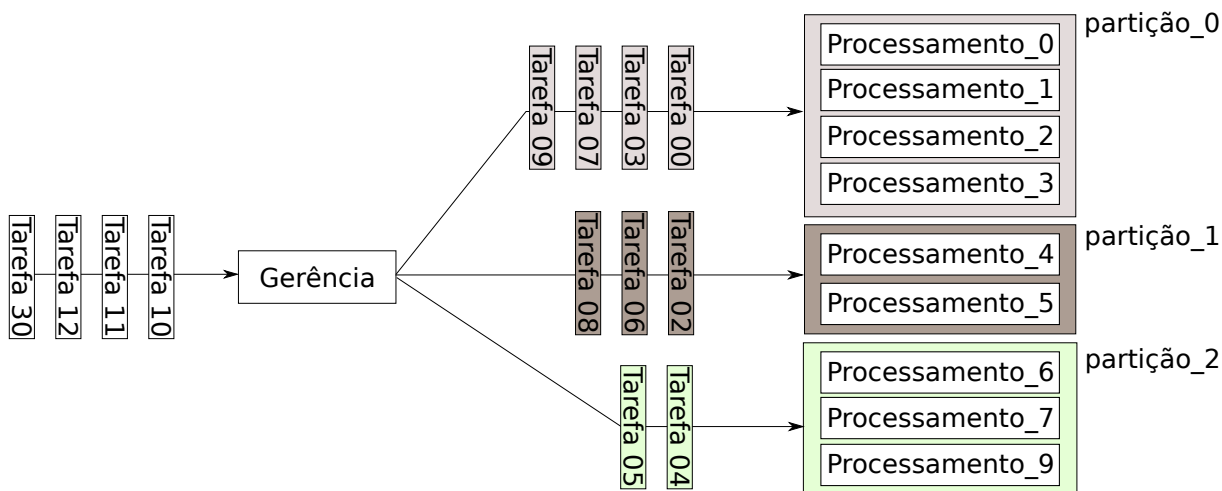 Tarefa 30
Tarefa 12
Tarefa 11
Tarefa 10
Gerência
Tarefa 09
Tarefa 07
Tarefa 03
Tarefa 00
partição_0
Processamento_0
Processamento_1
Processamento_2
Processamento_3
Tarefa 08
Tarefa 06
Tarefa 02
partição_1
Processamento_4
Processamento_5
Tarefa 05
Tarefa 04
partição_2
Processamento_6
Processamento_7
Processamento_9